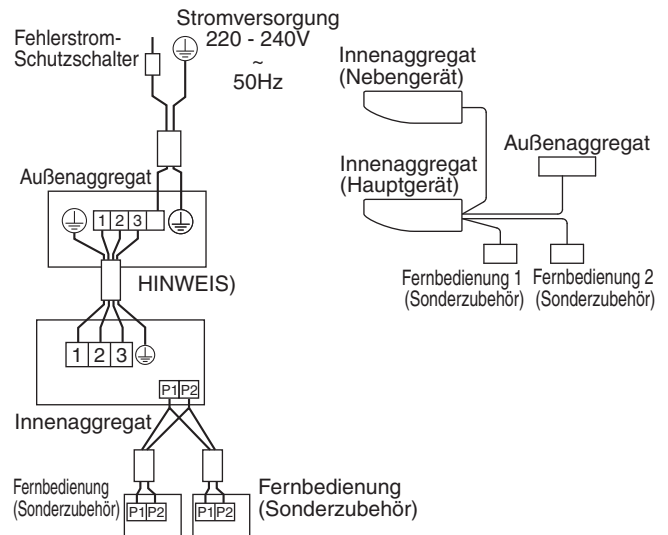 Stromversorgung
220 - 240V
~
50Hz
Fehlerstrom-
Schutzschalter
Außenaggregat
1 2 3
HINWEIS)
1 2 3
P1 P2
Innenaggregat
Fernbedienung
(Sonderzubehör)
P1 P2
P1 P2
Fernbedienung
(Sonderzubehör)
Innenaggregat
(Nebengerät)
Innenaggregat
(Hauptgerät)
Außenaggregat
Fernbedienung 1
(Sonderzubehör)
Fernbedienung 2
(Sonderzubehör)